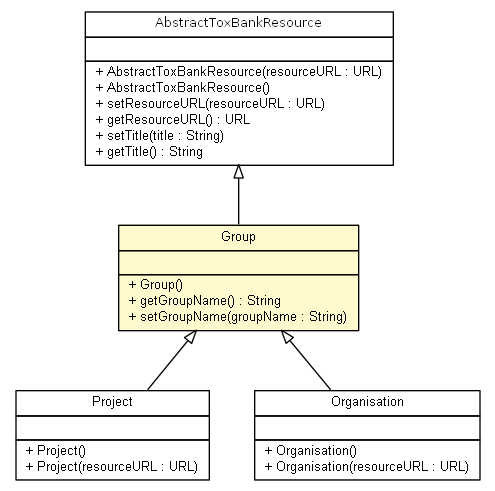 AbstractToxBankResource
+ AbstractToxBankResource(resourceURL : URL)
+ AbstractToxBankResource()
+ setResourceURL(resourceURL : URL)
+ getResourceURL() : URL
+ setTitle(title : String)
+ getTitle() : String
Group
+ Group()
+ getGroupName() : String
+ setGroupName(groupName : String)
Project
+ Project()
+ Project(resourceURL : URL)
Organisation
+ Organisation()
+ Organisation(resourceURL : URL)